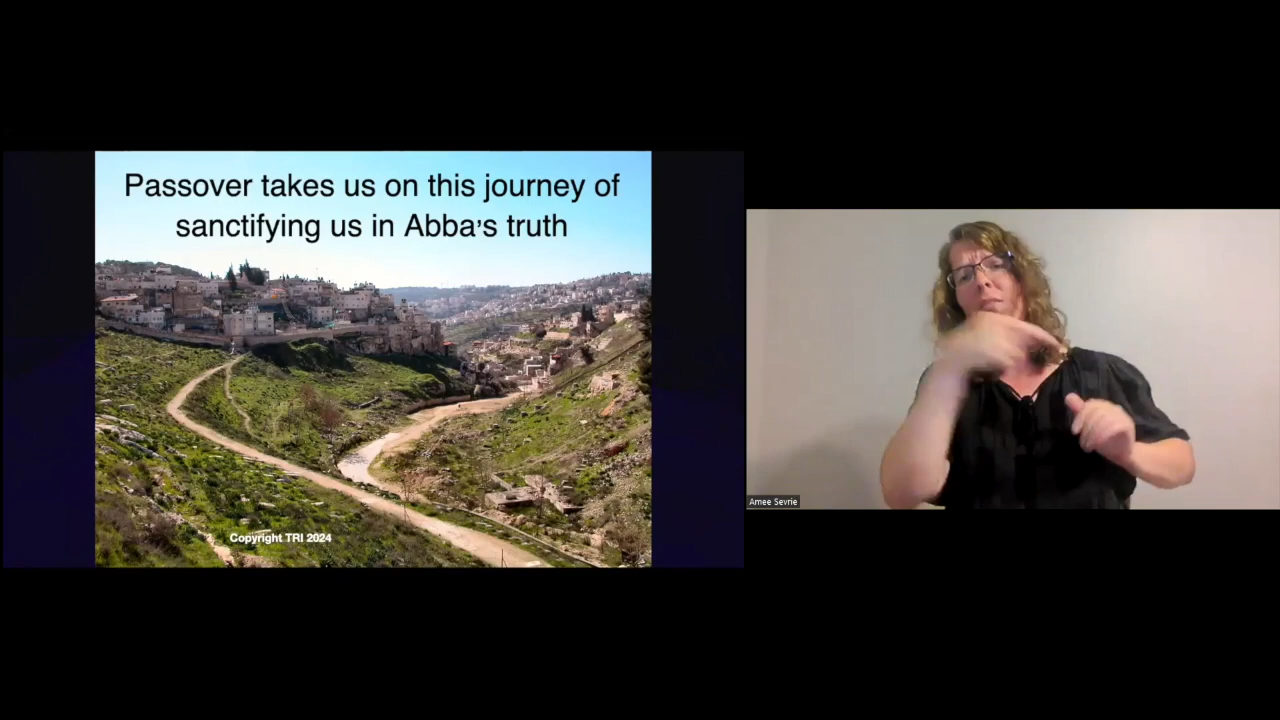 Passover takes us on this journey of
sanctifying us in Abba's truth
Copyright TRI 2024
Amee Sevrie